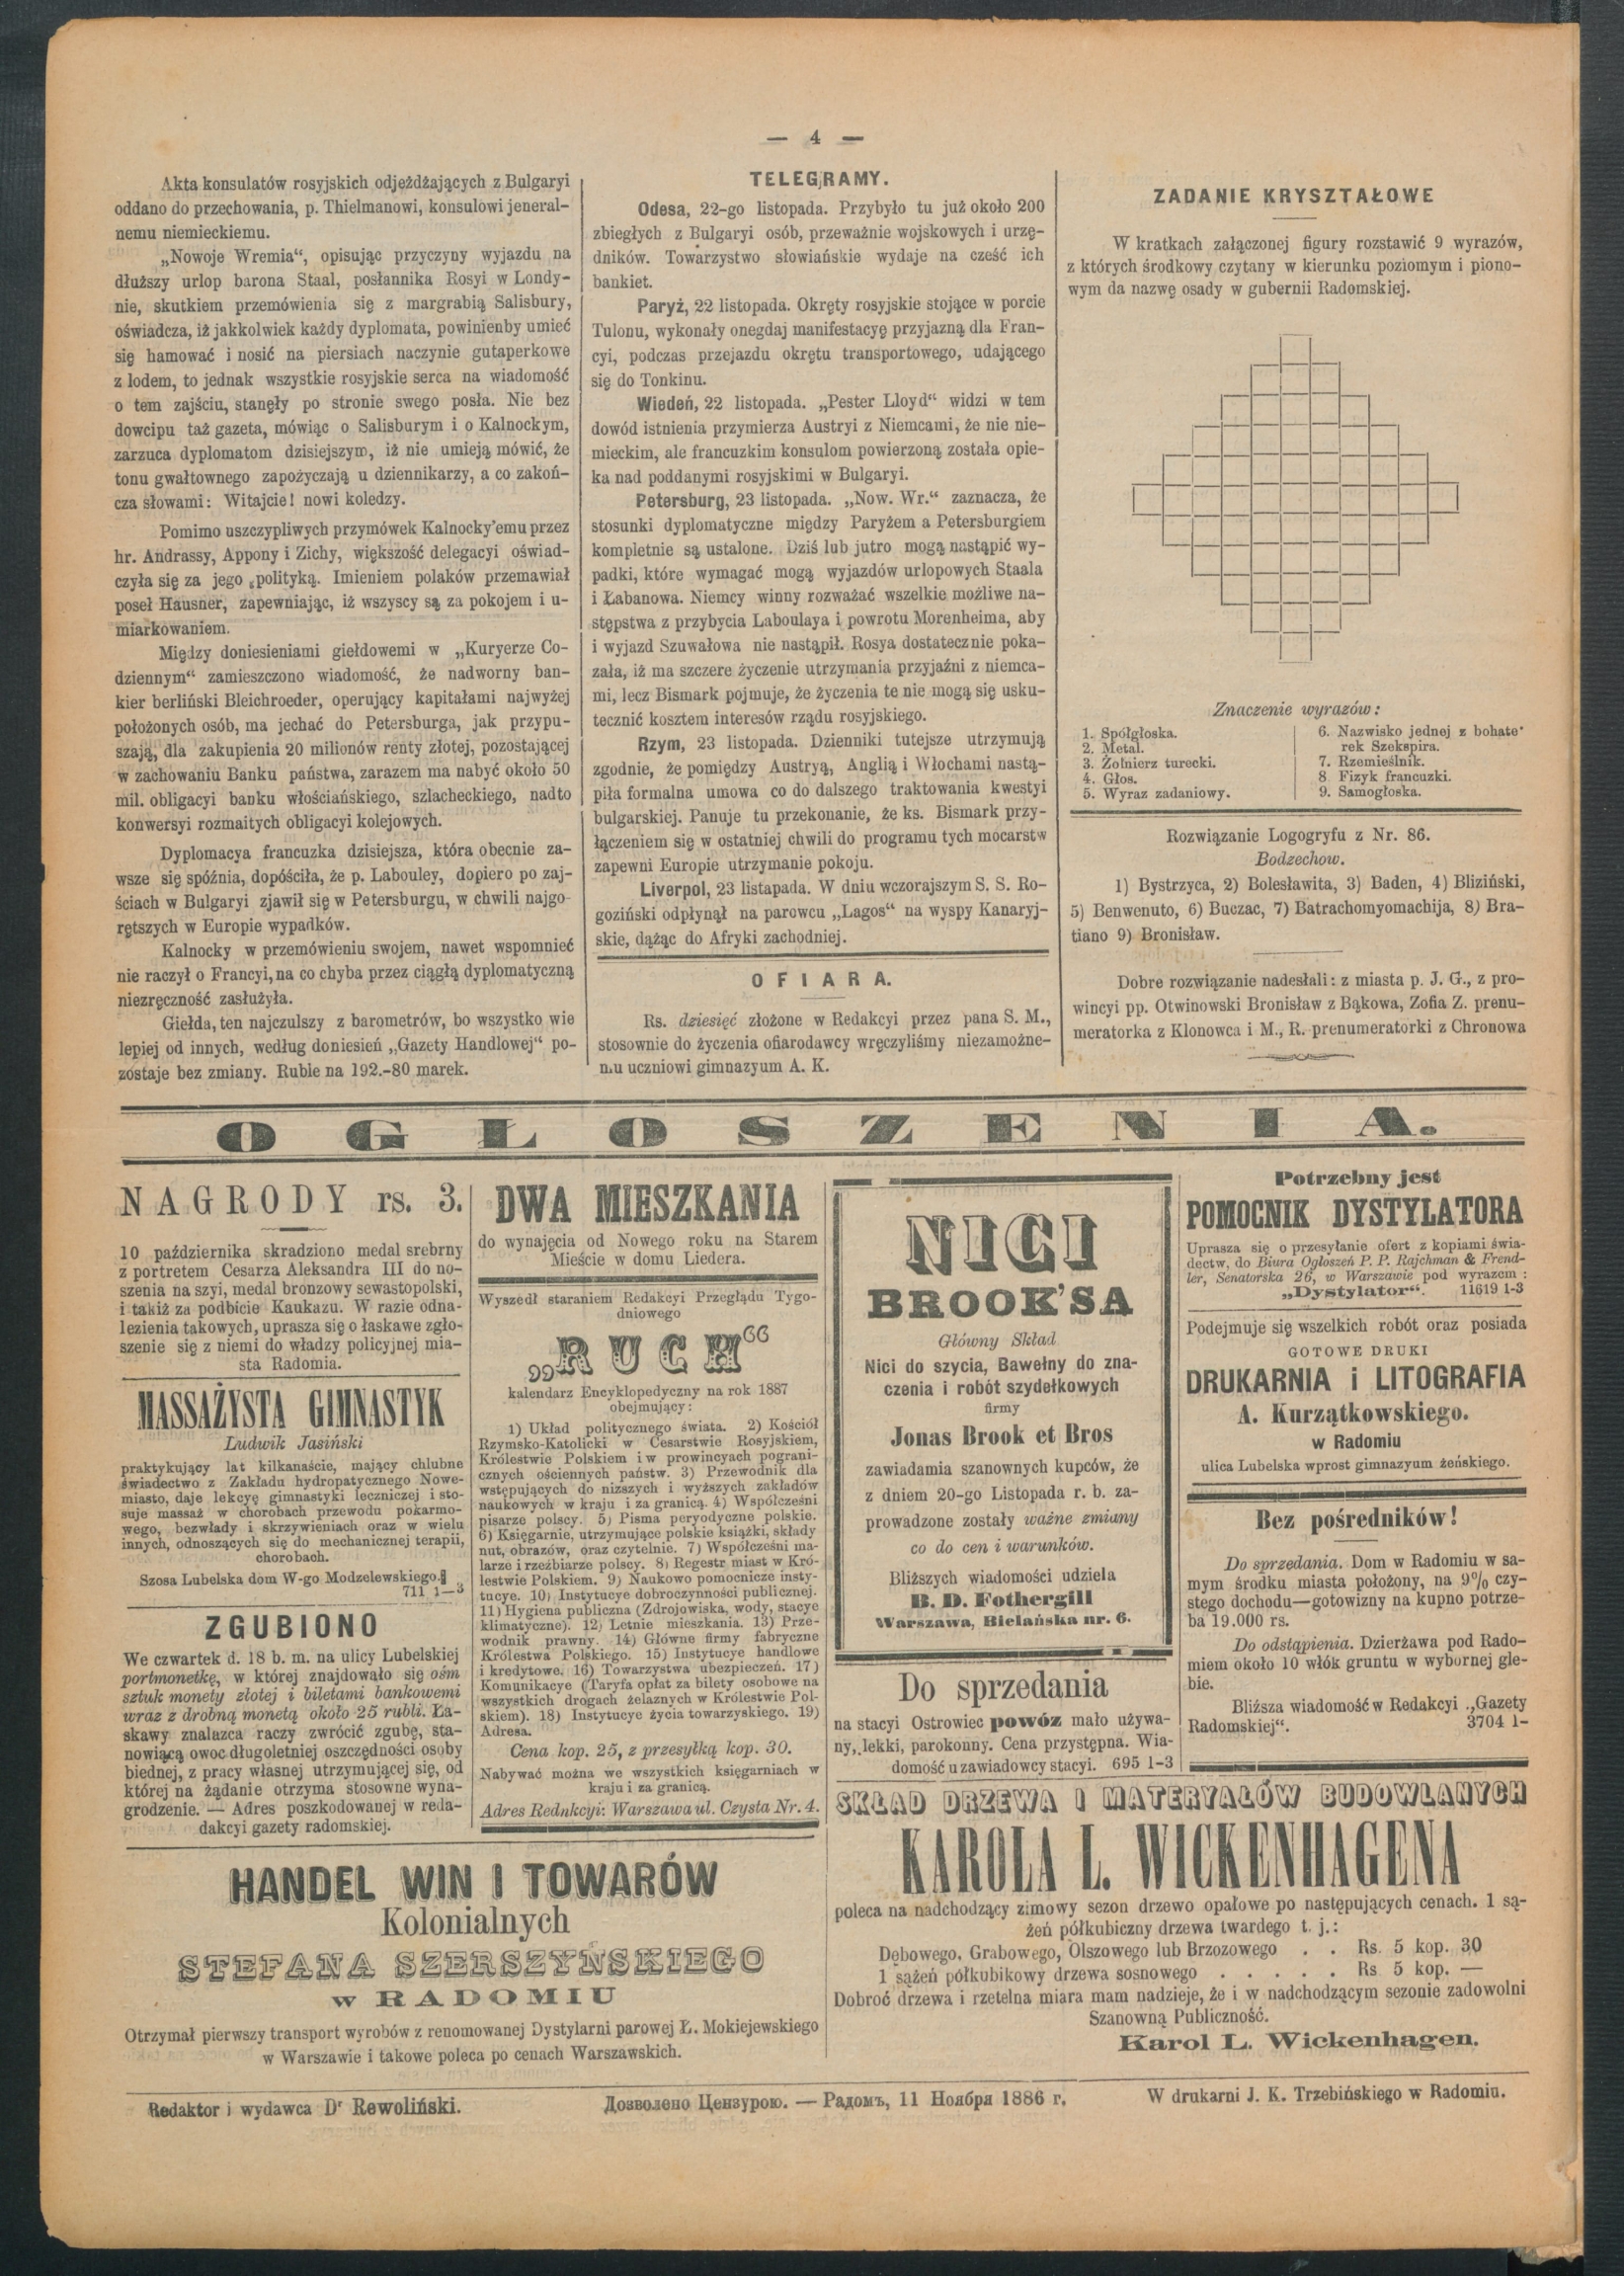 — 4 —
Akta konsulatów rosyjskich odjeżdżających z Bulgaryi
oddano do przechowania, p. Thielmanowi, konsulowi jeneral-
nemu niemieckiemu.
„Nowoje Wremia“, opisując przyczyny wyjazdu na
dłuższy urlop barona Staal, posłannika Rosyi w Londy-
nie, skutkiem przemówienia się z margrabią Salisbury,
oświadcza, iż jakkolwiek każdy dyplomata, powinienby umieć
się hamować i nosić na piersiach naczynie gutaperkowe
z lodem, to jednak wszystkie rosyjskie serca na wiadomość
o tem zajściu, stanęły po stronie swego posła. Nie bez
dowcipu taż gazeta, mówiąc o Salisburym i o Kalnockym,
zarzuca dyplomatom dzisiejszym, iż nie umieją mówić, że
tonu gwałtownego zapożyczają u dziennikarzy, a co zakoń-
cza słowami: Witajcie! nowi koledzy.
Pomimo uszczypliwych przymówek Kalnocky'emu przez
hr. Andrassy, Appony i Zichy, większość delegacyi oświad-
czyła się za jego polityką. Imieniem polaków przemawiał
poseł Hausner, zapewniając, iż wszyscy są za pokojem i u-
miarkowaniem.
Między doniesieniami giełdowemi w „Kuryerze Co-
dziennym“ zamieszczono wiadomość, że nadworny ban-
kier berliński Bleichroeder, operujący kapitałami najwyżej
położonych osób, ma jechać do Petersburga, jak przypu-
szają, dla zakupienia 20 milionów renty złotej, pozostającej
w zachowaniu Banku państwa, zarazem ma nabyć około 50
mil. obligacyi banku włościańskiego, szlacheckiego, nadto
konwersyi rozmaitych obligacyi kolejowych.
Dyplomacya francuzka dzisiejsza, która obecnie za-
wsze się spóźnia, dopóściła, że p. Labouley, dopiero po zaj-
ściach w Bulgaryi zjawił się w Petersburgu, w chwili najgo-
rętszych w Europie wypadków.
Kalnocky w przemówieniu swojem, nawet wspomnieć
nie raczył o Francyi, na co chyba przez ciągłą dyplomatyczną
niezręczność zasłużyła.
Giełda, ten najczulszy z barometrów, bo wszystko wie
lepiej od innych, według doniesień „Gazety Handlowej“ po-
zostaje bez zmiany. Ruble na 192.-80 marek.
TELEGRAMY.
Odesa, 22-go listopada. Przybyło tu już około 200
zbiegłych z Bulgaryi osób, przeważnie wojskowych i urzę-
dników. Towarzystwo słowiańskie wydaje na cześć ich
bankiet.
Paryż, 22 listopada. Okręty rosyjskie stojące w porcie
Tulonu, wykonały onegdaj manifestacyę przyjazną dla Fran-
cyi, podczas przejazdu okrętu transportowego, udającego
się do Tonkinu.
Wiedeń, 22 listopada. „Pester Lloyd“ widzi w tem
dowód istnienia przymierza Austryi z Niemcami, że nie nie-
mieckim, ale francuzkim konsulom powierzoną została opie-
ka nad poddanymi rosyjskimi w Bulgaryi.
Petersburg, 23 listopada. „Now. Wr.“ zaznacza, że
stosunki dyplomatyczne między Paryżem a Petersburgiem
kompletnie są ustalone. Dziś lub jutro mogą nastąpić wy-
padki, które wymagać mogą wyjazdów urlopowych Staala
i Łabanowa. Niemcy winny rozważać wszelkie możliwe na-
stępstwa z przybycia Laboulaya i powrotu Morenheima, aby
i wyjazd Szuwałowa nie nastąpił. Rosya dostatecznie poka-
zała, iż ma szczere życzenie utrzymania przyjaźni z niemca-
mi, lecz Bismark pojmuje, że życzenia te nie mogą się usku-
tecznić kosztem interesów rządu rosyjskiego.
Rzym, 23 listopada. Dzienniki tutejsze utrzymują
zgodnie, że pomiędzy Austryą, Anglią i Włochami nastą-
piła formalna umowa co do dalszego traktowania kwestyi
bulgarskiej. Panuje tu przekonanie, że ks. Bismark przy-
łączeniem się w ostatniej chwili do programu tych mocarstw
zapewni Europie utrzymanie pokoju.
Liverpol, 23 listapada. W dniu wczorajszym S. S. Ro-
goziński odpłynął na parowcu „Lagos“ na wyspy Kanaryj-
skie, dążąc do Afryki zachodniej.
OFIARA.
Rs. dziesięć złożone w Redakcyi przez pana S. M.,
stosownie do życzenia ofiarodawcy wręczyliśmy niezamożne-
mu uczniowi gimnazyum A. K.
ZADANIE KRYSZTAŁOWE
W kratkach załączonej figury rozstawić 9 wyrazów,
z których środkowy czytany w kierunku poziomym i piono-
wym da nazwę osady w gubernii Radomskiej.
Znaczenie wyrazów:
1. Spółgłoska.
2. Metal.
3. Żołnierz turecki.
4. Głos.
5. Wyraz zadaniowy.
6. Nazwisko jednej z bohate-
rek Szekspira.
7. Rzemieślnik.
8 Fizyk francuzki.
9. Samogłoska.
Rozwiązanie Logogryfu z Nr. 86.
Bodzechow.
1) Bystrzyca, 2) Bolesławita, 3) Baden, 4) Bliziński,
5) Benwenuto, 6) Buczac, 7) Batrachomyomachija, 8) Bra-
tiano 9) Bronisław.
Dobre rozwiązanie nadesłali: z miasta p. J. G., z pro-
wincyi pp. Otwinowski Bronisław z Bąkowa, Zofia Z. prenu-
meratorka z Klonowca i M., R. prenumeratorki z Chronowa
OGŁOSZENIA.
NAGRODY rs. 3.
10 października skradziono medal srebrny
z portretem Cesarza Aleksandra III do no-
szenia na szyi, medal bronzowy sewastopolski,
i takiż za podbicie Kaukazu. W razie odna-
lezienia takowych, uprasza się o łaskawe zgło-
szenie się z niemi do władzy policyjnej mia-
sta Radomia.
MASSAŻYSTA GIMNASTYK
Ludwik Jasiński
praktykujący lat kilkanaście, mający chlubne
świadectwo z Zakładu hydropatycznego Nowe-
miasto, daje lekcyę gimnastyki leczniczej i sto-
suje massaż w chorobach przewodu pokarmo-
wego, bezwłady i skrzywieniach oraz w wielu
innych, odnoszących się do mechanicznej terapii,
chorobach.
Szosa Lubelska dom W-go Modzelewskiego.
711 1—3
ZGUBIONO
We czwartek d. 18 b. m. na ulicy Lubelskiej
portmonetkę, w której znajdowało się ośm
sztuk monety złotej i biletami bankowemi
wraz z drobną monetą około 25 rubli. Ła-
skawy znalazca raczy zwrócić zgubę, sta-
nowiącą owoc długoletniej oszczędności osoby
biednej, z pracy własnej utrzymującej się, od
której na żądanie otrzyma stosowne wyna-
grodzenie. — Adres poszkodowanej w reda-
dakcyi gazety radomskiej.
DWA MIESZKANIA
do wynajęcia od Nowego roku na Starem
Mieście w domu Liedera.
Wyszedł staraniem Redakcyi Przeglądu Tygo-
dniowego
„RUCH“
kalendarz Encyklopedyczny na rok 1887
obejmujący:
1) Układ politycznego świata. 2) Kościół
Rzymsko-Katolicki w Cesarstwie Rosyjskiem,
Królestwie Polskiem i w prowincyach pograni-
cznych ościennych państw. 3) Przewodnik dla
wstępujących do niższych i wyższych zakładów
naukowych w kraju i za granicą. 4) Współcześni
pisarze polscy. 5) Pisma peryodyczne polskie.
6) Księgarnie, utrzymujące polskie książki, składy
nut, obrazów, oraz czytelnie. 7) Współcześni ma-
larze i rzeźbiarze polscy. 8) Regestr miast w Kró-
lestwie Polskiem. 9) Naukowo pomocnicze insty-
tucye. 10) Instytucye dobroczynności publicznej.
11) Hygiena publiczna (Zdrojowiska, wody, stacye
klimatyczne). 12) Letnie mieszkania. 13) Prze-
wodnik prawny. 14) Główne firmy fabryczne
Królestwa Polskiego. 15) Instytucye handlowe
i kredytowe. 16) Towarzystwa ubezpieczeń. 17)
Komunikacye (Taryfa opłat za bilety osobowe na
wszystkich drogach żelaznych w Królestwie Pol-
skiem). 18) Instytucye życia towarzyskiego. 19)
Adresa.
Cena kop. 25, z przesyłką kop. 30.
Nabywać można we wszystkich księgarniach w
kraju i za granicą.
Adres Rednkcyi: Warszawa ul. Czysta Nr. 4.
NICI
BROOK'SA
Główny Skład
Nici do szycia, Bawełny do zna-
czenia i robót szydełkowych
firmy
Jonas Brook et Bros
zawiadamia szanownych kupców, że
z dniem 20-go Listopada r. b. za-
prowadzone zostały ważne zmiany
co do cen i warunków.
Bliższych wiadomości udziela
B. D. Fothergill
Warszawa, Bielańska nr. 6.
Do sprzedania
na stacyi Ostrowiec powóz mało używa-
ny, lekki, parokonny. Cena przystępna. Wia-
domość u zawiadowcy stacyi. 695 1-3
Potrzebny jest
POMOCNIK DYSTYLATORA
Uprasza się o przesyłanie ofert z kopiami świa-
dectw, do Biura Ogłoszeń P. P. Rajchman & Frend-
ler, Senatorska 26, w Warszawie pod wyrazem:
„Dystylator“. 11619 1-3
Podejmuje się wszelkich robót oraz posiada
GOTOWE DRUKI
DRUKARNIA i LITOGRAFIA
A. Kurzątkowskiego.
w Radomiu
ulica Lubelska wprost gimnazyum żeńskiego.
Bez pośredników!
Do sprzedania. Dom w Radomiu w sa-
mym środku miasta położony, na 9% czy-
stego dochodu—gotowizny na kupno potrze-
ba 19.000 rs.
Do odstąpienia. Dzierżawa pod Rado-
miem około 10 włók gruntu w wybornej gle-
bie.
Bliższa wiadomość w Redakcyi „Gazety
Radomskiej“. 3704 1-
HANDEL WIN I TOWARÓW
Kolonialnych
STEFANA SZERSZYŃSKIEGO
w RADOMIU
Otrzymał pierwszy transport wyrobów z renomowanej Dystylarni parowej Ł. Mokiejewskiego
w Warszawie i takowe poleca po cenach Warszawskich.
SKŁAD DRZEWA I MATERYAŁÓW BUDOWLANYCH
KAROLA L. WICKENHAGENA
poleca na nadchodzący zimowy sezon drzewo opałowe po następujących cenach. 1 są-
żeń półkubiczny drzewa twardego t. j.:
Dębowego, Grabowego, Olszowego lub Brzozowego . . Rs. 5 kop. 30
1 sążeń półkubikowy drzewa sosnowego . . . . . Rs 5 kop. —
Dobroć drzewa i rzetelna miara mam nadzieje, że i w nadchodzącym sezonie zadowolni
Szanowną Publiczność.
Karol L. Wickenhagen.
Redaktor i wydawca Dr Rewoliński.
Дозволено Цензурою. — Радомъ, 11 Ноября 1886 г.
W drukarni J. K. Trzebińskiego w Radomiu.